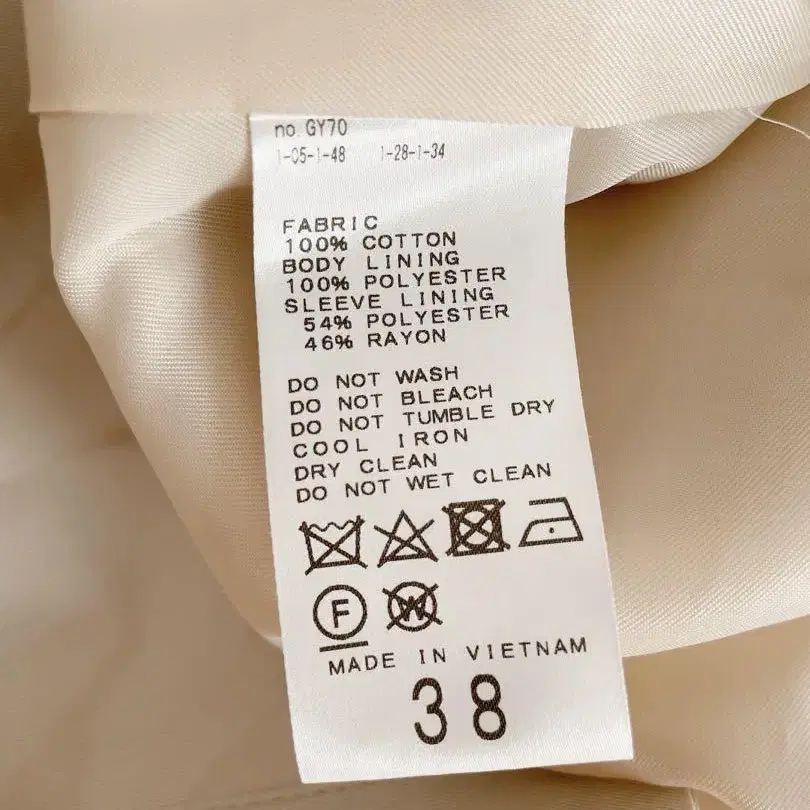 no. GY70
1-05-1-48 1-28-1-34
FABRIC
100% COTTON
BODY LINING
100% POLYESTER
SLEEVE LINING
54% POLYESTER
46% RAYON
DO NOT WASH
DO NOT BLEACH
DO NOT TUMBLE DRY
COOL IRON
DRY CLEAN
DO NOT WET CLEAN
F W
MADE IN VIETNAM
38